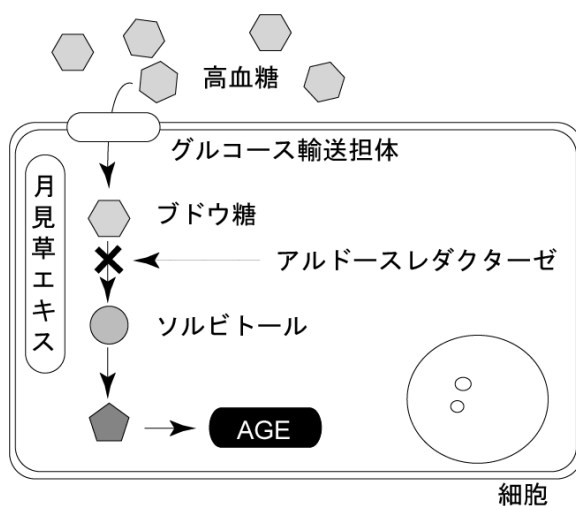 高血糖
グルコース輸送担体
月見草エキス
ブドウ糖
アルドースレダクターゼ
ソルビトール
AGE
細胞